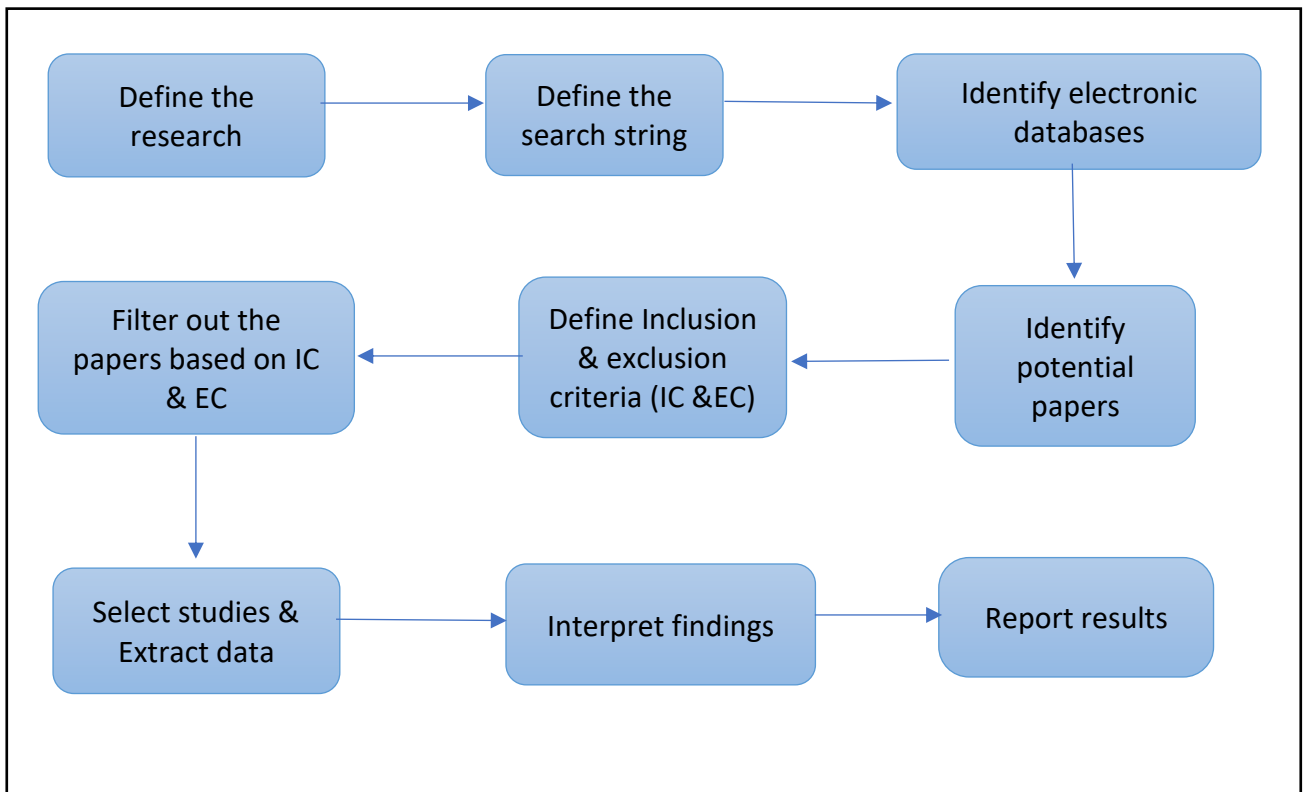 Define the
research
Define the
search string
Identify electronic
databases
Identify
potential
papers
Define Inclusion
& exclusion
criteria (IC &EC)
Filter out the
papers based on IC
& EC
Select studies &
Extract data
Interpret findings
Report results